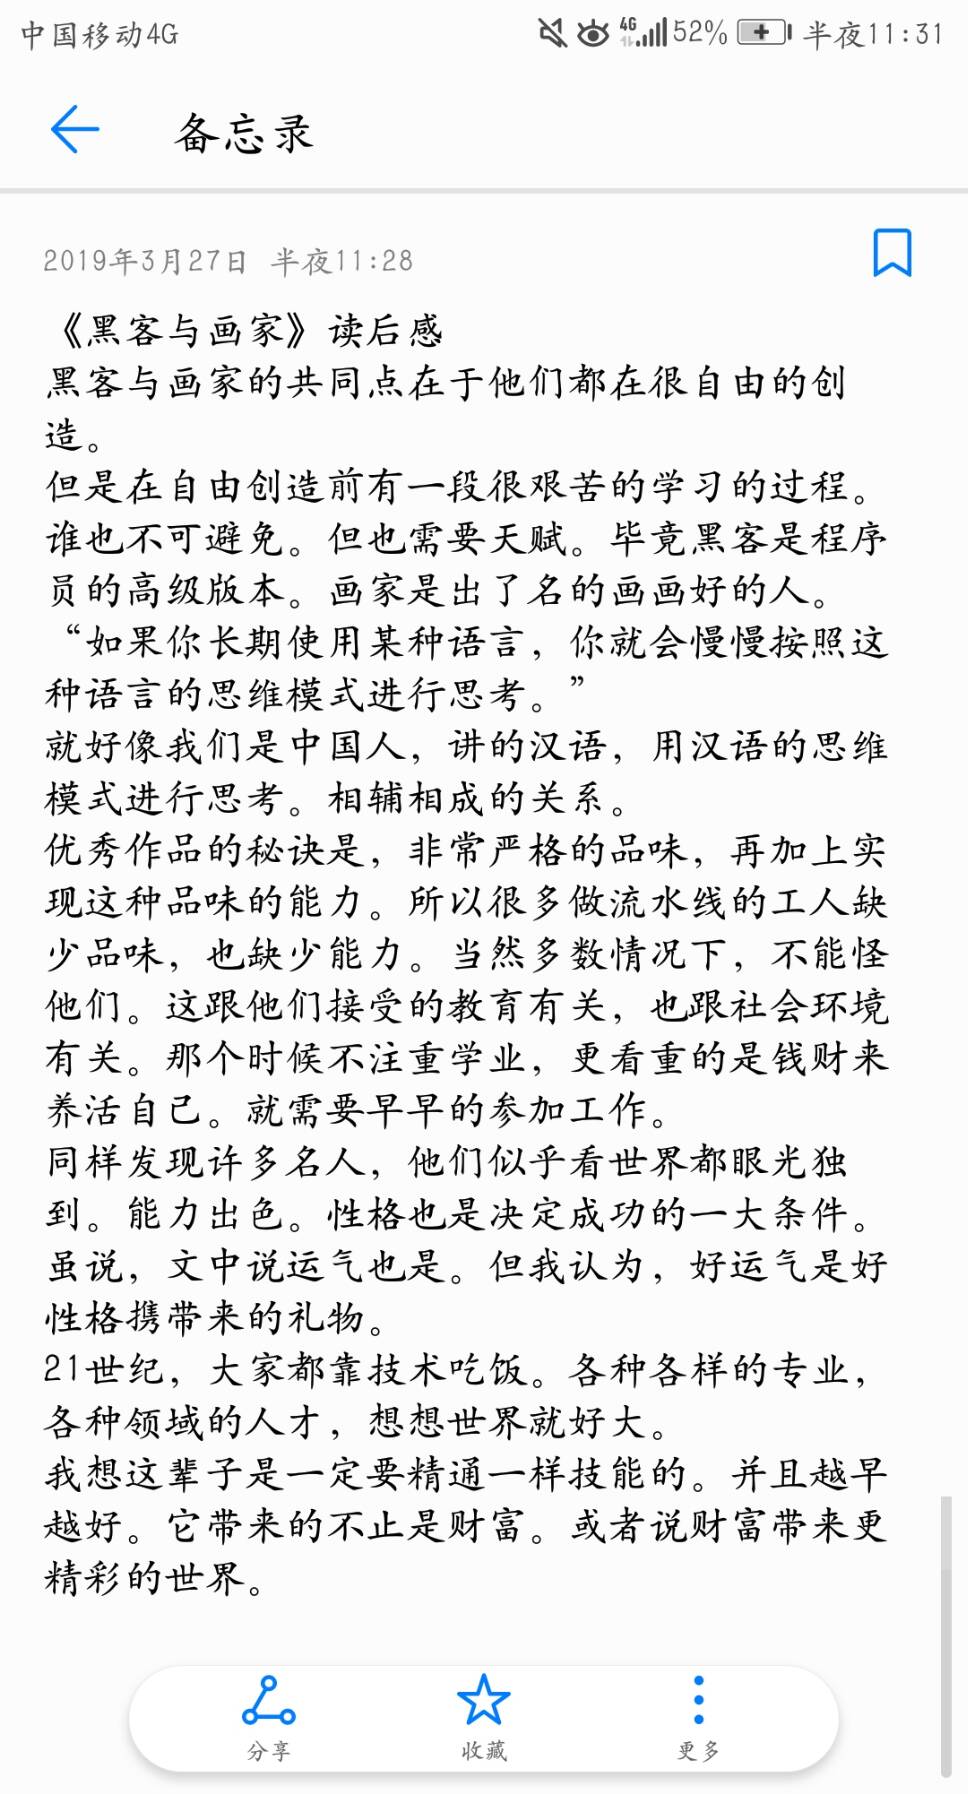 中国移动4G 4G 52% 半夜11:31
备忘录
2019年3月27日 半夜11:28
《黑客与画家》读后感
黑客与画家的共同点在于他们都在很自由的创
造。
但是在自由创造前有一段很艰苦的学习的过程。
谁也不可避免。但也需要天赋。毕竟黑客是程序
员的高级版本。画家是出了名的画画好的人。
“如果你长期使用某种语言，你就会慢慢按照这
种语言的思维模式进行思考。”
就好像我们是中国人，讲的汉语，用汉语的思维
模式进行思考。相辅相成的关系。
优秀作品的秘诀是，非常严格的品味，再加上实
现这种品味的能力。所以很多做流水线的工人缺
少品味，也缺少能力。当然多数情况下，不能怪
他们。这跟他们接受的教育有关，也跟社会环境
有关。那个时候不注重学业，更看重的是钱财来
养活自己。就需要早早的参加工作。
同样发现许多名人，他们似乎看世界都眼光独
到。能力出色。性格也是决定成功的一大条件。
虽说，文中说运气也是。但我认为，好运气是好
性格携带来的礼物。
21世纪，大家都靠技术吃饭。各种各样的专业，
各种领域的人才，想想世界就好大。
我想这辈子是一定要精通一样技能的。并且越早
越好。它带来的不止是财富。或者说财富带来更
精彩的世界。
分享 收藏 更多